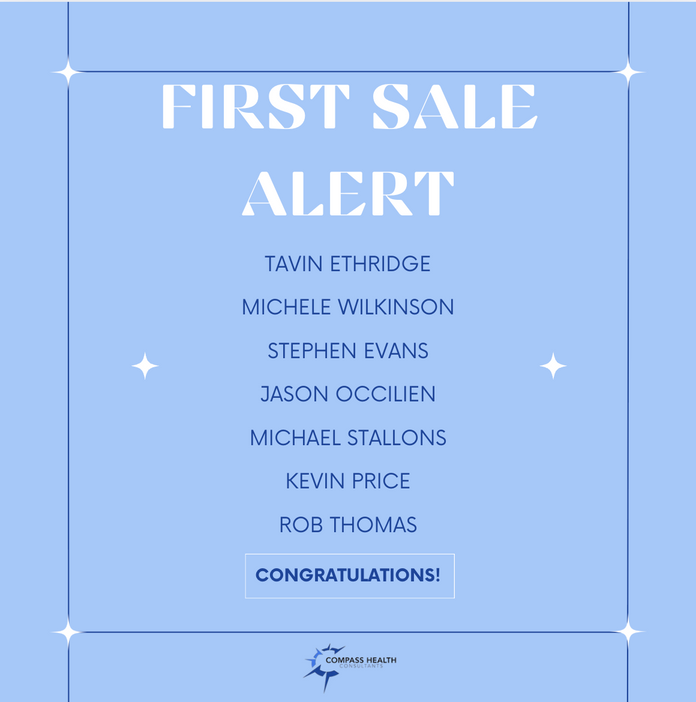 FIRST SALE
ALERT
TAVIN ETHRIDGE
MICHELE WILKINSON
STEPHEN EVANS
JASON OCCILIEN
MICHAEL STALLONS
KEVIN PRICE
ROB THOMAS
CONGRATULATIONS!
COMPASS HEALTH
CONSULTANTS